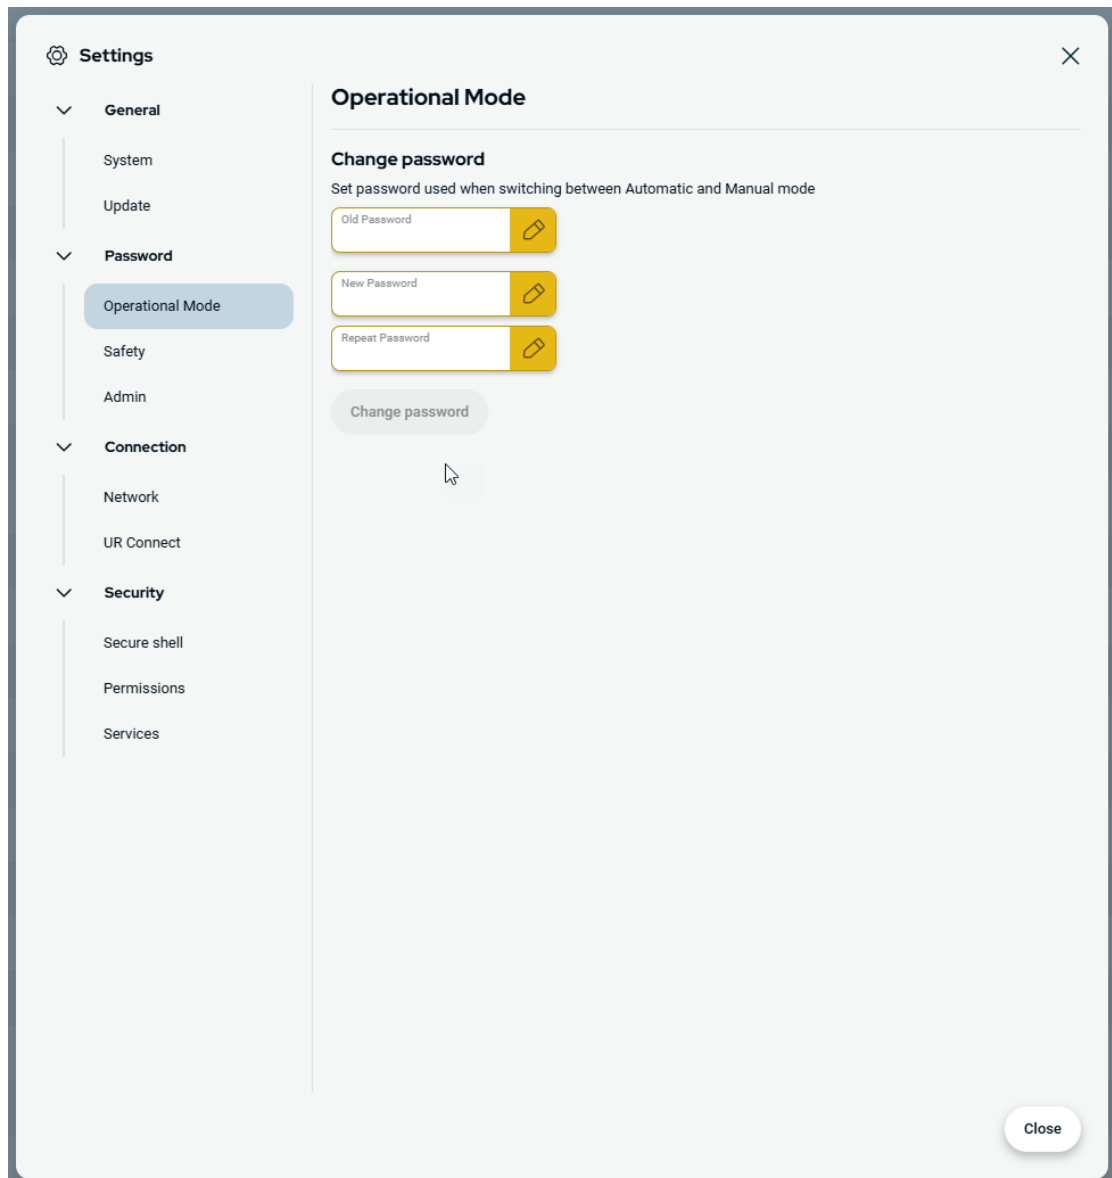 Settings
General
System
Update
Password
Operational Mode
Safety
Admin
Connection
Network
UR Connect
Security
Secure shell
Permissions
Services
Operational Mode
Change password
Set password used when switching between Automatic and Manual mode
Old Password
New Password
Repeat Password
Change password
Close